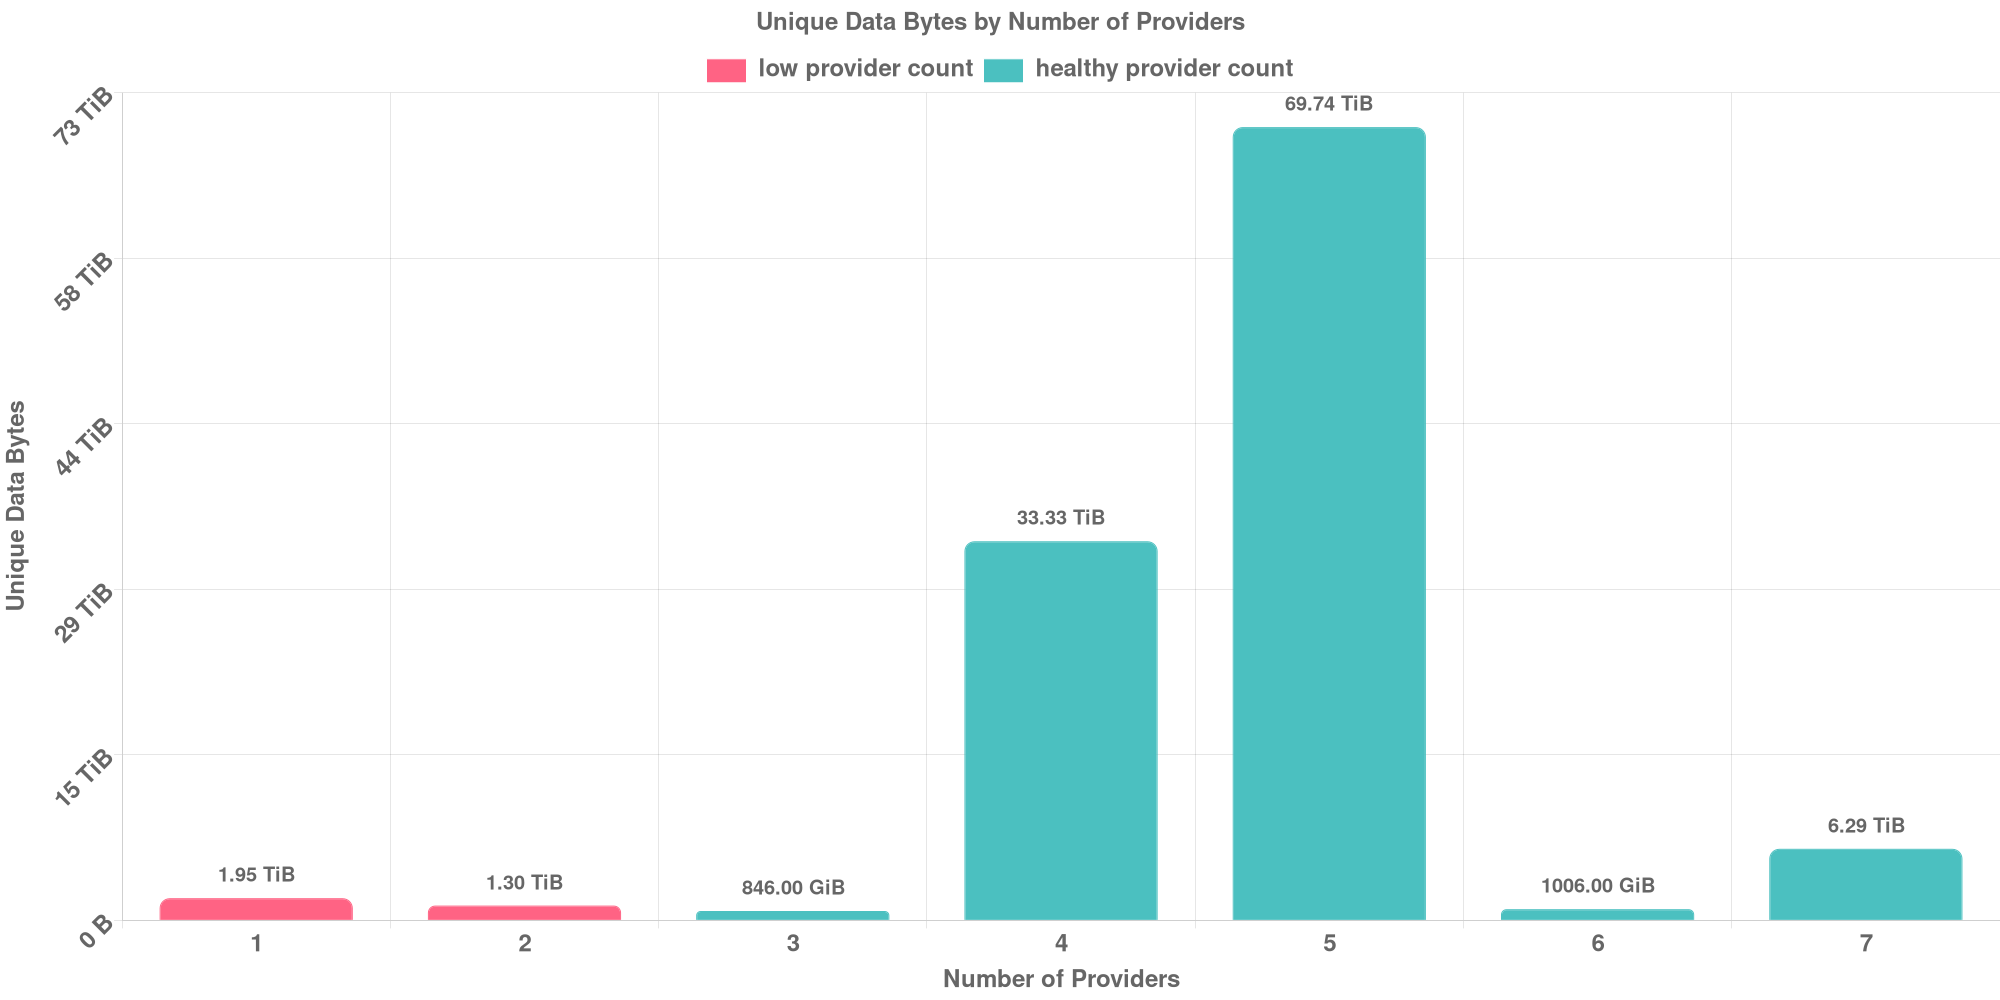 Unique Data Bytes by Number of Providers
low provider count healthy provider count
73 TiB
58 TiB
44 TiB
29 TiB
15 TiB
0 B
Unique Data Bytes
1.95 TiB
1.30 TiB
846.00 GiB
33.33 TiB
69.74 TiB
1006.00 GiB
6.29 TiB
1 2 3 4 5 6 7
Number of Providers